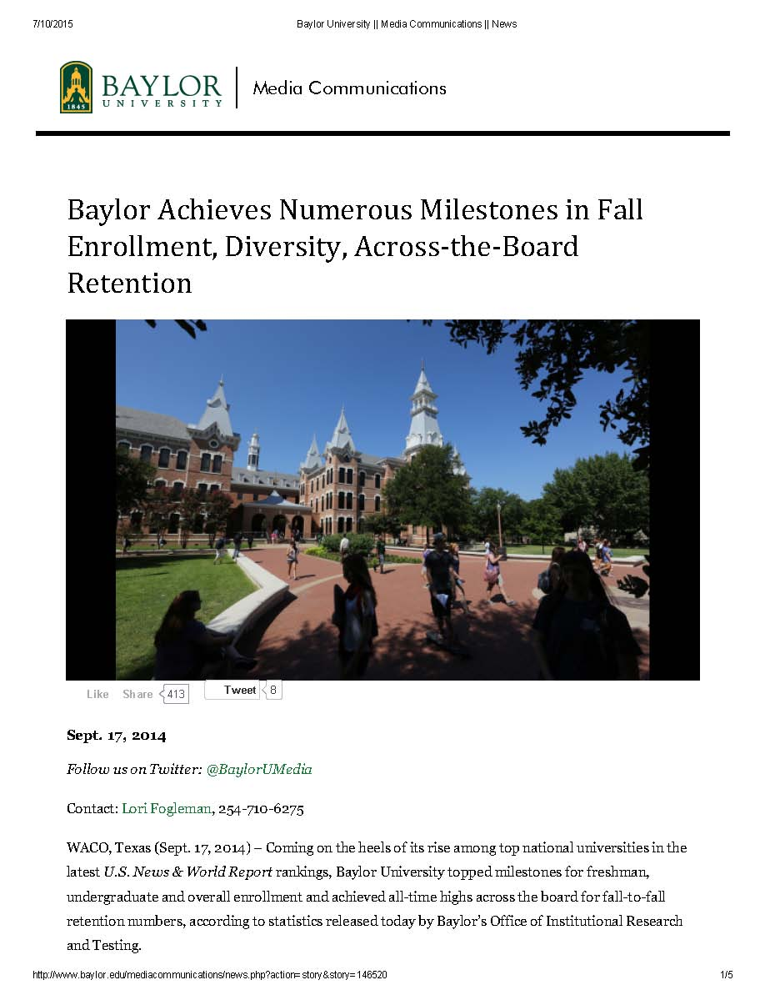 7/10/2015 Baylor University || Media Communications || News
BAYLOR
UNIVERSITY
1845
Media Communications
Baylor Achieves Numerous Milestones in Fall
Enrollment, Diversity, Across-the-Board
Retention
Like Share 413 Tweet 8
Sept. 17, 2014
Follow us on Twitter: @BaylorUMedia
Contact: Lori Fogleman, 254-710-6275
WACO, Texas (Sept. 17, 2014) – Coming on the heels of its rise among top national universities in the
latest U.S. News & World Report rankings, Baylor University topped milestones for freshman,
undergraduate and overall enrollment and achieved all-time highs across the board for fall-to-fall
retention numbers, according to statistics released today by Baylor’s Office of Institutional Research
and Testing.
http://www.baylor.edu/mediacommunications/news.php?action=story&story=146520 1/5